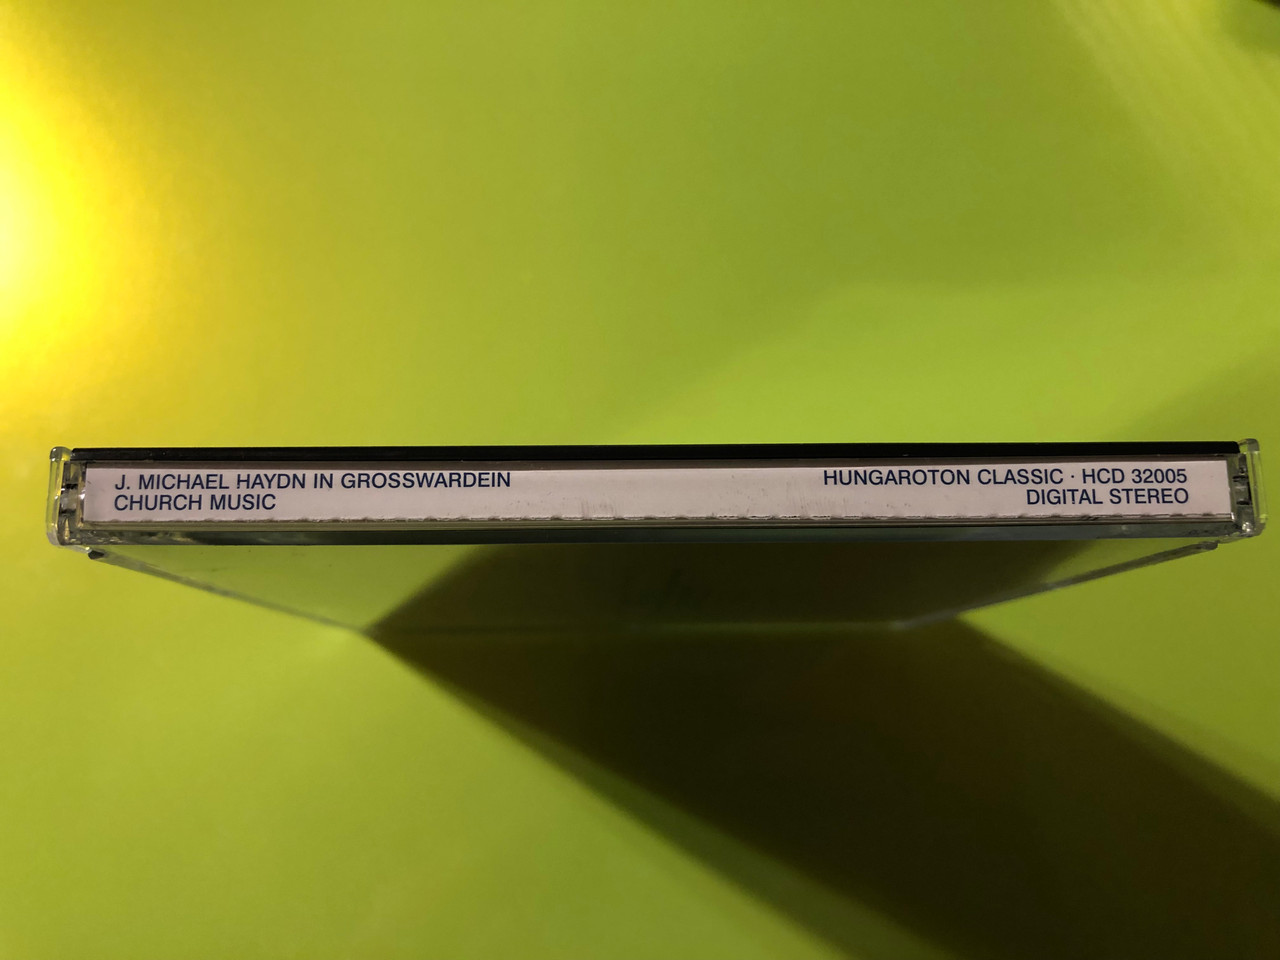 J. MICHAEL HAYDN IN GROSSWARDEIN
CHURCH MUSIC
HUNGAROTON CLASSIC · HCD 32005
DIGITAL STEREO